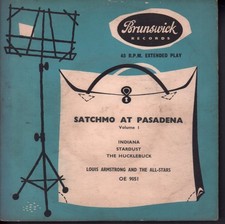 Brunswick
RECORDS
45 R.P.M. EXTENDED PLAY
SATCHMO AT PASADENA
Volume 1
INDIANA
STARDUST
THE HUCKLEBUCK
LOUIS ARMSTRONG AND THE ALL-STARS
OE 9051